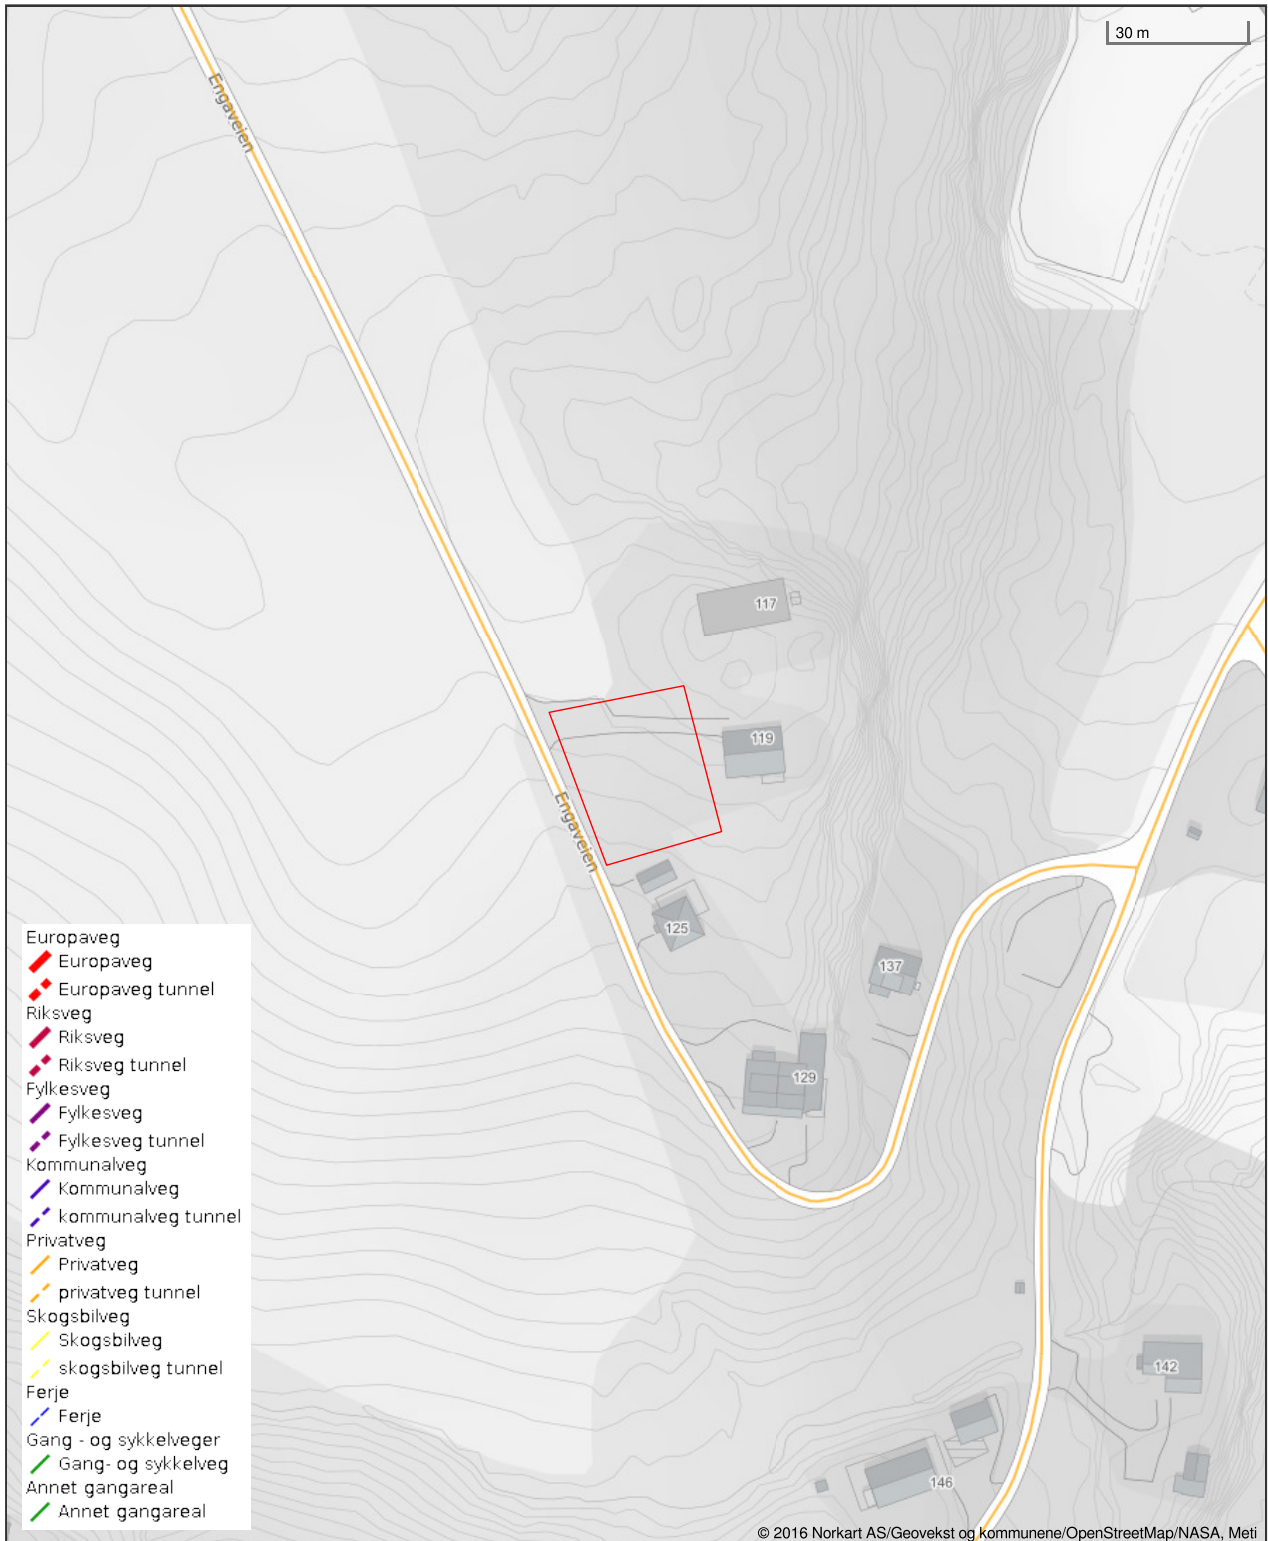 30 m
Engaveien
117
119
Engaveien
125
137
129
142
146
Europaveg
Europaveg
Europaveg tunnel
Riksveg
Riksveg
Riksveg tunnel
Fylkesveg
Fylkesveg
Fylkesveg tunnel
Kommunalveg
Kommunalveg
kommunalveg tunnel
Privatveg
Privatveg
privatveg tunnel
Skogsbilveg
Skogsbilveg
skogsbilveg tunnel
Ferje
Ferje
Gang - og sykkelveger
Gang- og sykkelveg
Annet gangareal
Annet gangareal
© 2016 Norkart AS/Geovekst og kommunene/OpenStreetMap/NASA, Meti